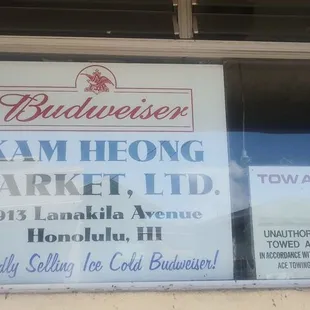 Budweiser
KAM HEONG
MARKET, LTD.
913 Lanakila Avenue
Honolulu, HI
dly Selling Ice Cold Budweiser!
TOW A
UNAUTHOR
TOWED A
IN ACCORDANCE WIT
ACE TOWING